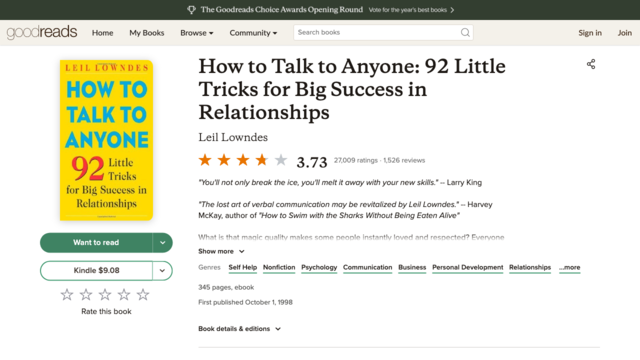 The Goodreads Choice Awards Opening Round Vote for the year's best books
goodreads Home My Books Browse Community Search books Sign in Join
LEIL LOWNDES
HOW TO
TALK TO
ANYONE
92 Little
Tricks
for Big Success in
Relationships
Want to read
Kindle $9.08
Rate this book
How to Talk to Anyone: 92 Little
Tricks for Big Success in
Relationships
Leil Lowndes
3.73 27,009 ratings · 1,526 reviews
"You'll not only break the ice, you'll melt it away with your new skills." -- Larry King
"The lost art of verbal communication may be revitalized by Leil Lowndes." -- Harvey
McKay, author of "How to Swim with the Sharks Without Being Eaten Alive"
What is that magic quality makes some people instantly loved and respected? Everyone
Show more
Genres Self Help Nonfiction Psychology Communication Business Personal Development Relationships ...more
345 pages, ebook
First published October 1, 1998
Book details & editions